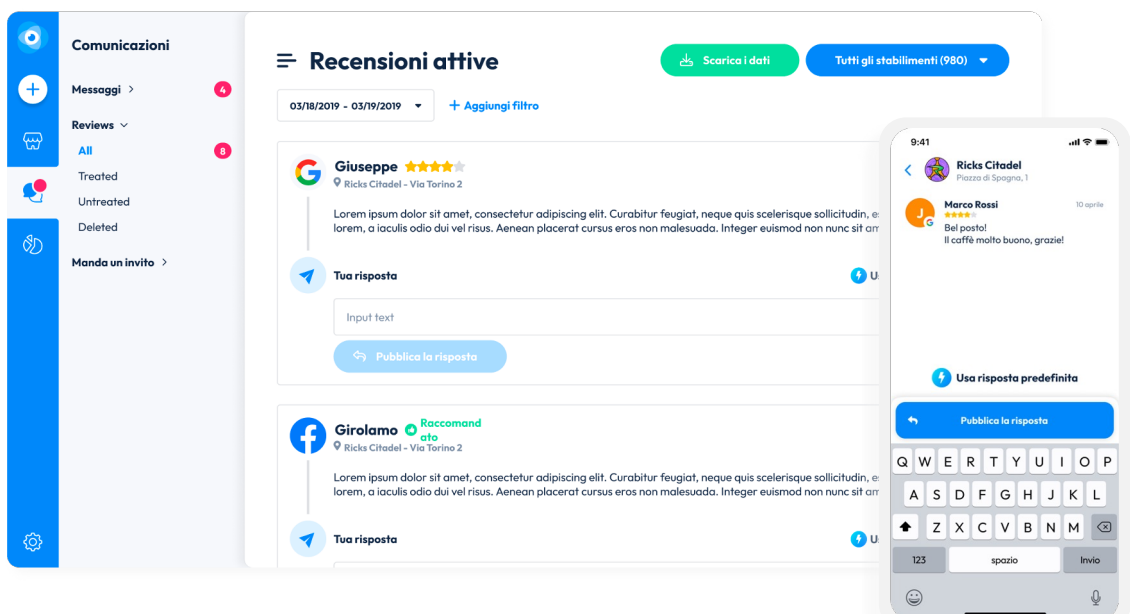 Comunicazioni
Messaggi
4
Reviews
All
8
Treated
Untreated
Deleted
Manda un invito
Recensioni attive
Scarica i dati
Tutti gli stabilimenti (980)
03/18/2019 - 03/19/2019
+ Aggiungi filtro
Giuseppe
Ricks Citadel - Via Torino 2
Lorem ipsum dolor sit amet, consectetur adipiscing elit. Curabitur feugiat, neque quis scelerisque sollicitudin,
lorem, a iaculis odio dui vel risus. Aenean placerat cursus eros non malesuada. Integer euismod non nunc sit
Tua risposta
Input text
Pubblica la risposta
Girolamo
Raccomand
ato
Ricks Citadel - Via Torino 2
Lorem ipsum dolor sit amet, consectetur adipiscing elit. Curabitur feugiat, neque quis scelerisque sollicitudin,
lorem, a iaculis odio dui vel risus. Aenean placerat cursus eros non malesuada. Integer euismod non nunc sit
Tua risposta
9:41
Ricks Citadel
Piazza di Spagna, 1
J
Marco Rossi
10 aprile
Bel posto!
Il caffè molto buono, grazie!
Usa risposta predefinita
Pubblica la risposta
Q W E R T Y U I O P
A S D F G H J K L
Z X C V B N M
123 spazio Invio